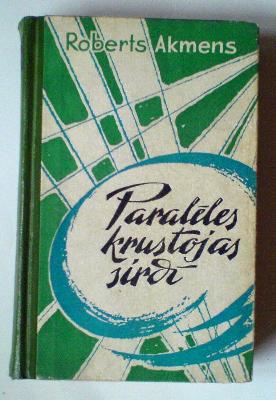 Roberts Akmens
Paralēles
krustojas
sirdī